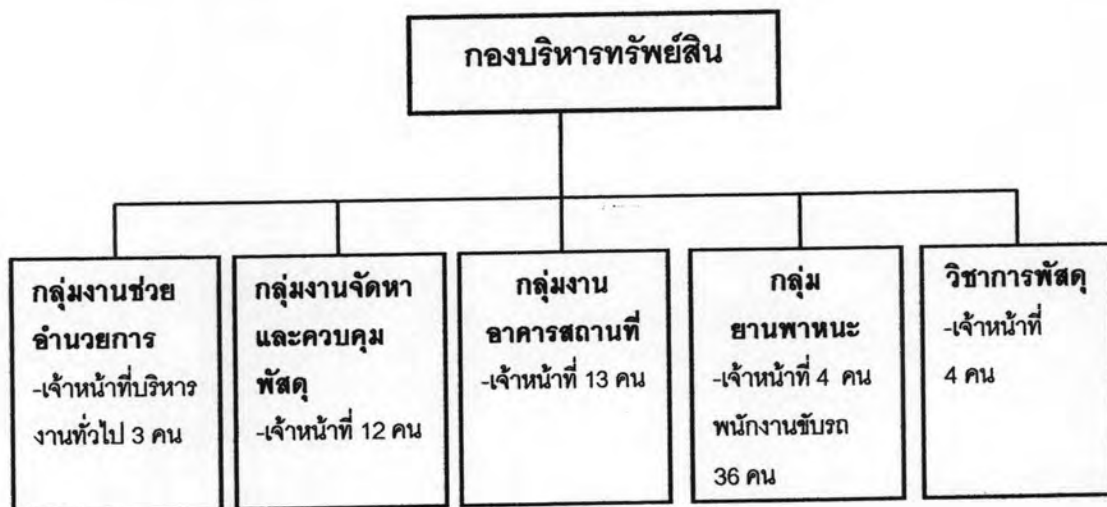 กองบริหารทรัพย์สิน
กลุ่มงานช่วย
อำนวยการ
-เจ้าหน้าที่บริหาร
งานทั่วไป 3 คน
กลุ่มงานจัดหา
และควบคุม
พัสดุ
-เจ้าหน้าที่ 12 คน
กลุ่มงาน
อาคารสถานที่
-เจ้าหน้าที่ 13 คน
กลุ่ม
ยานพาหนะ
-เจ้าหน้าที่ 4 คน
พนักงานขับรถ
36 คน
วิชาการพัสดุ
-เจ้าหน้าที่
4 คน